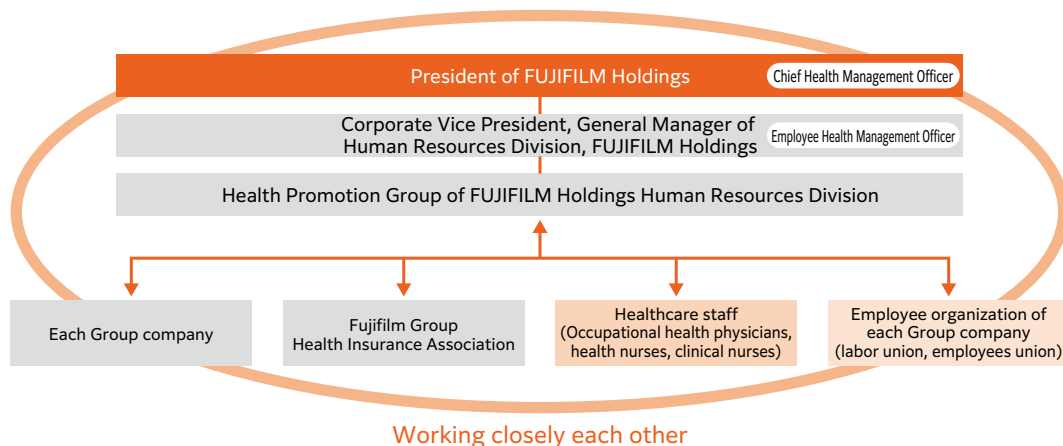 President of FUJIFILM Holdings
Chief Health Management Officer
Corporate Vice President, General Manager of
Human Resources Division, FUJIFILM Holdings
Employee Health Management Officer
Health Promotion Group of FUJIFILM Holdings Human Resources Division
Each Group company
Fujifilm Group
Health Insurance Association
Healthcare staff
(Occupational health physicians,
health nurses, clinical nurses)
Employee organization of
each Group company
(labor union, employees union)
Working closely each other